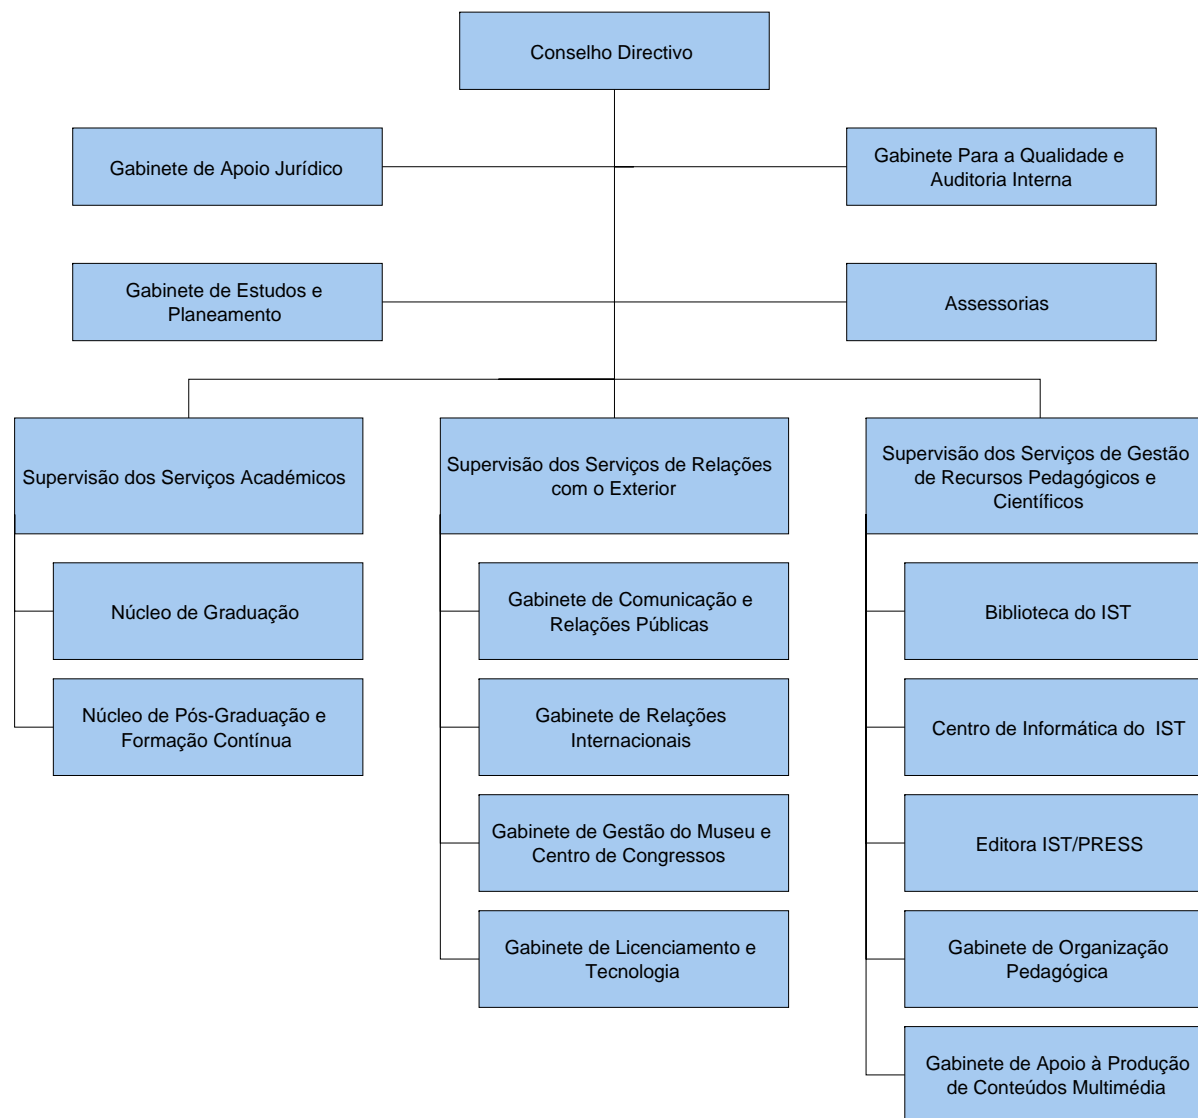 Conselho Directivo
Gabinete de Apoio Jurídico
Gabinete Para a Qualidade e
Auditoria Interna
Gabinete de Estudos e
Planeamento
Assessorias
Supervisão dos Serviços Académicos
Núcleo de Graduação
Núcleo de Pós-Graduação e
Formação Contínua
Supervisão dos Serviços de Relações
com o Exterior
Gabinete de Comunicação e
Relações Públicas
Gabinete de Relações
Internacionais
Gabinete de Gestão do Museu e
Centro de Congressos
Gabinete de Licenciamento e
Tecnologia
Supervisão dos Serviços de Gestão
de Recursos Pedagógicos e
Científicos
Biblioteca do IST
Centro de Informática do  IST
Editora IST/PRESS
Gabinete de Organização
Pedagógica
Gabinete de Apoio à Produção
de Conteúdos Multimédia